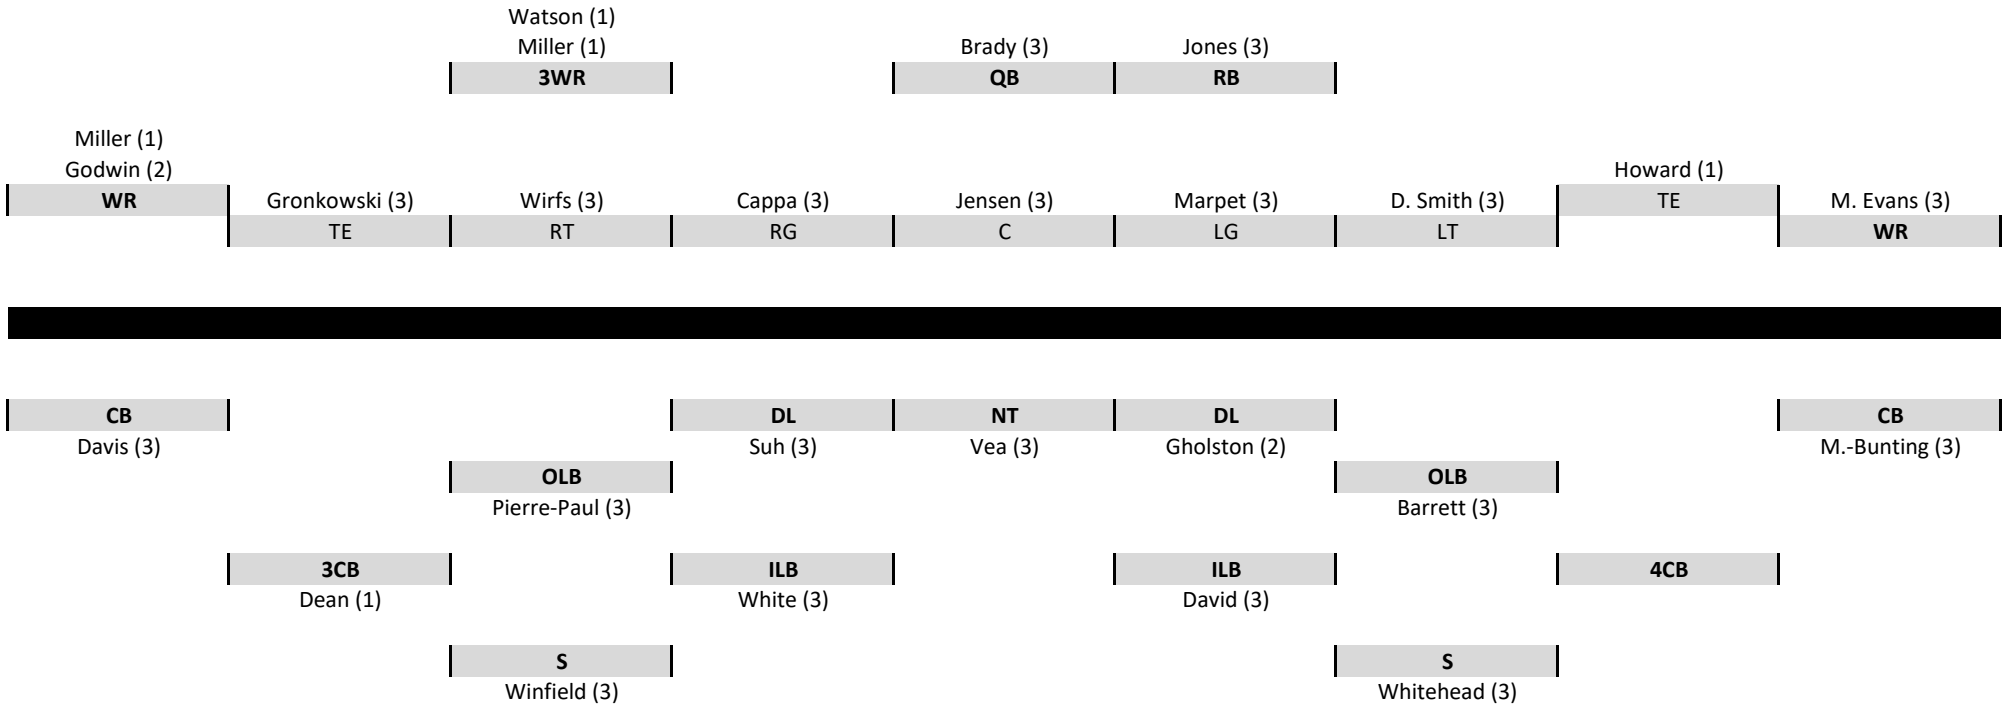 Watson (1)
Miller (1) Brady (3) Jones (3)
3WR QB RB
Miller (1)
Godwin (2) Howard (1)
WR Gronkowski (3) Wirfs (3) Cappa (3) Jensen (3) Marpet (3) D. Smith (3) TE M. Evans (3)
TE RT RG C LG LT WR
CB DL NT DL CB
Davis (3) Suh (3) Vea (3) Gholston (2) M.-Bunting (3)
OLB OLB
Pierre-Paul (3) Barrett (3)
3CB ILB ILB 4CB
Dean (1) White (3) David (3)
S S
Winfield (3) Whitehead (3)